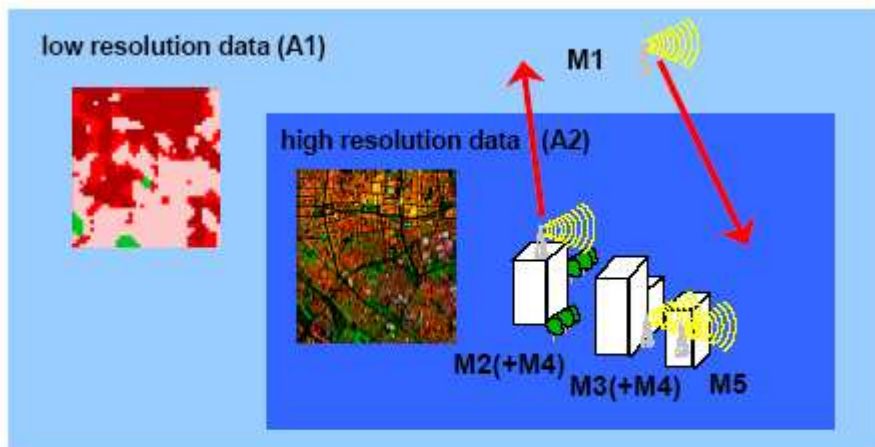 low resolution data (A1)
M1
high resolution data (A2)
M2(+M4)
M3(+M4)
M5